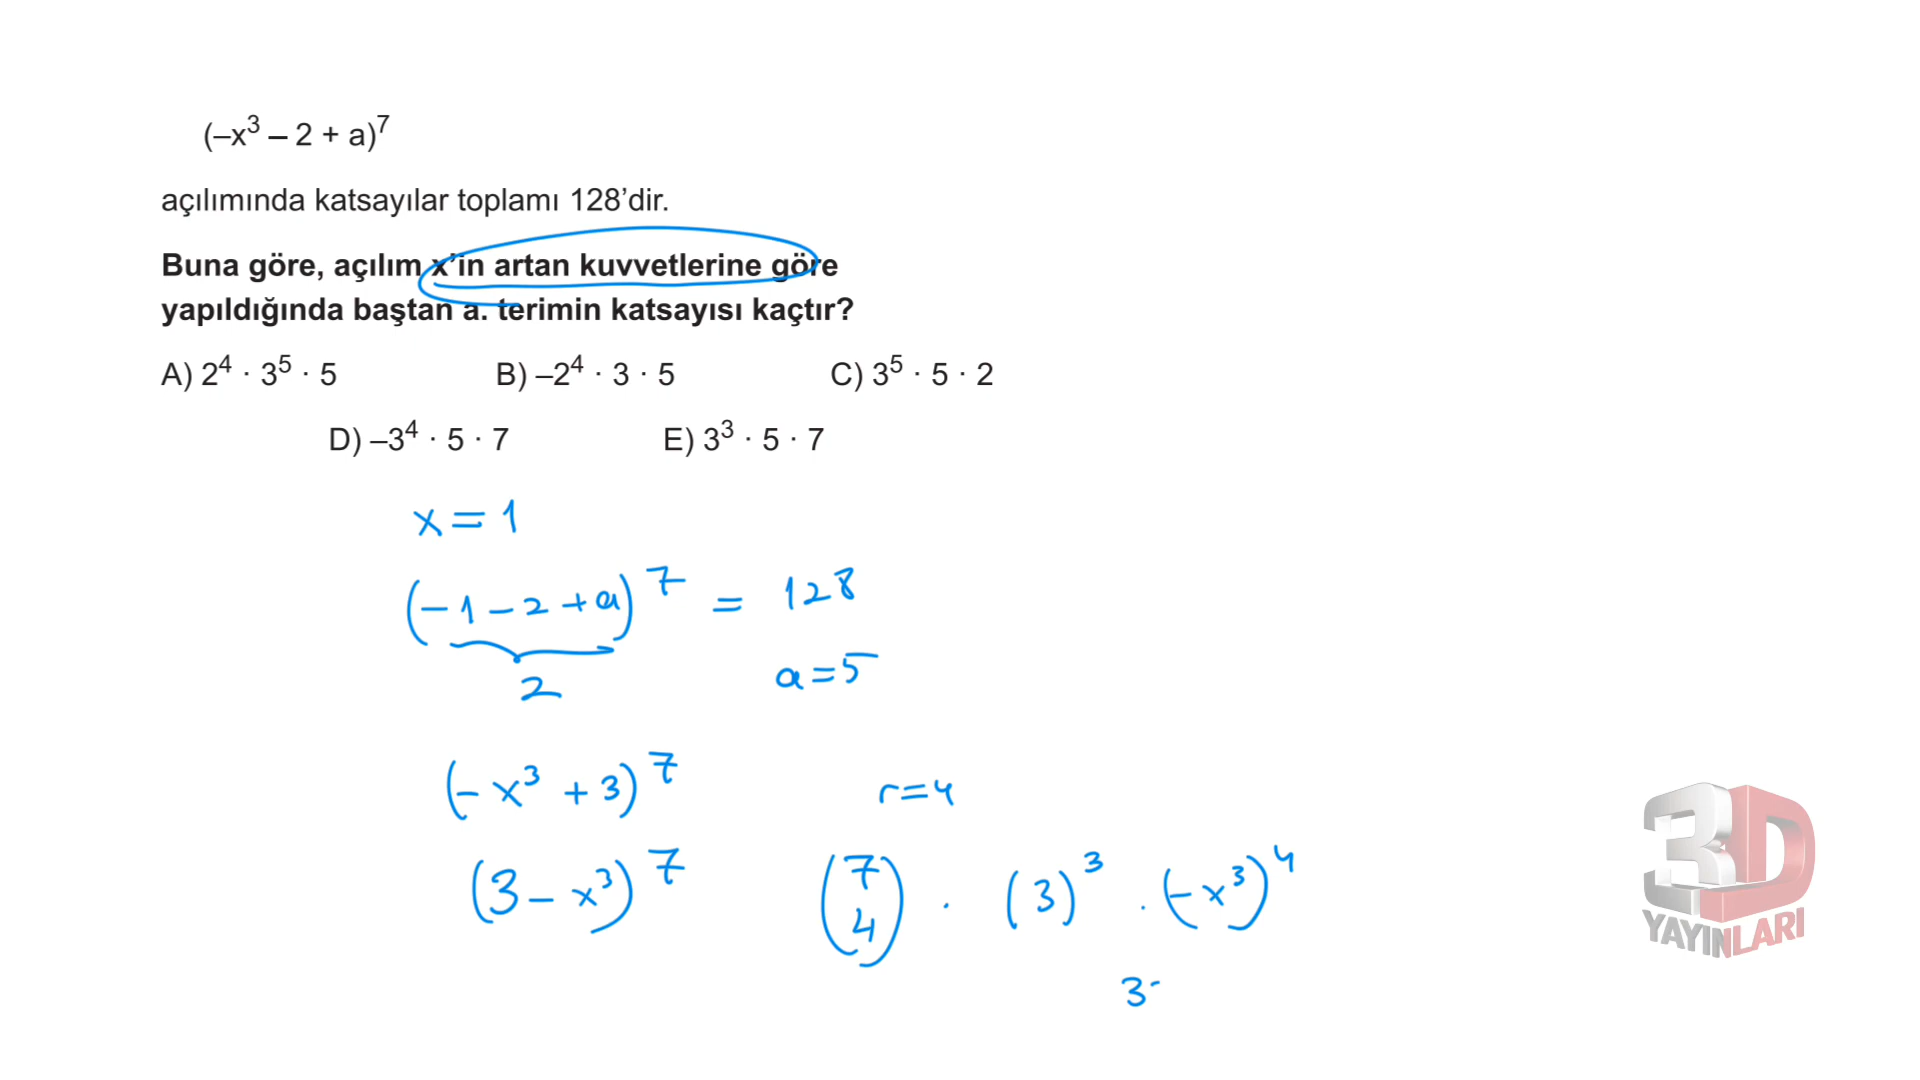 (–x³ – 2 + a)⁷
açılımında katsayılar toplamı 128’dir.
Buna göre, açılım x’in artan kuvvetlerine göre
yapıldığında baştan a. terimin katsayısı kaçtır?
A) 2⁴ · 3⁵ · 5 B) –2⁴ · 3 · 5 C) 3⁵ · 5 · 2
D) –3⁴ · 5 · 7 E) 3³ · 5 · 7
x = 1
(–1 – 2 + a)⁷ = 128
2
a = 5
(–x³ + 3)⁷ r = 4
(3 – x³)⁷ (7 4) · (3)³ · (–x³)⁴
3
3D
YAYINLARI